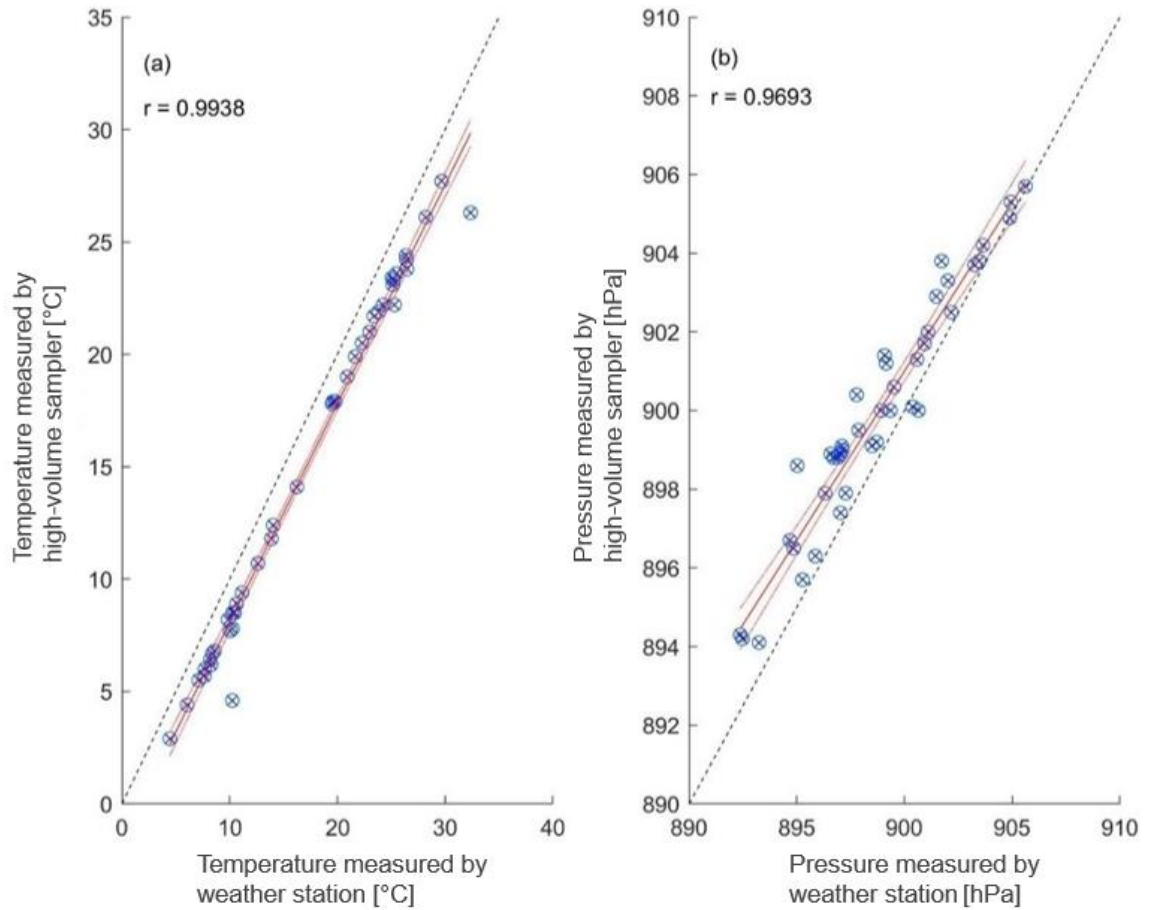 (a)
r = 0.9938
35
30
25
20
15
10
5
0
0 10 20 30 40
Temperature measured by
high-volume sampler [°C]
Temperature measured by
weather station [°C]
(b)
r = 0.9693
910
908
906
904
902
900
898
896
894
892
890
890 895 900 905 910
Pressure measured by
high-volume sampler [hPa]
Pressure measured by
weather station [hPa]